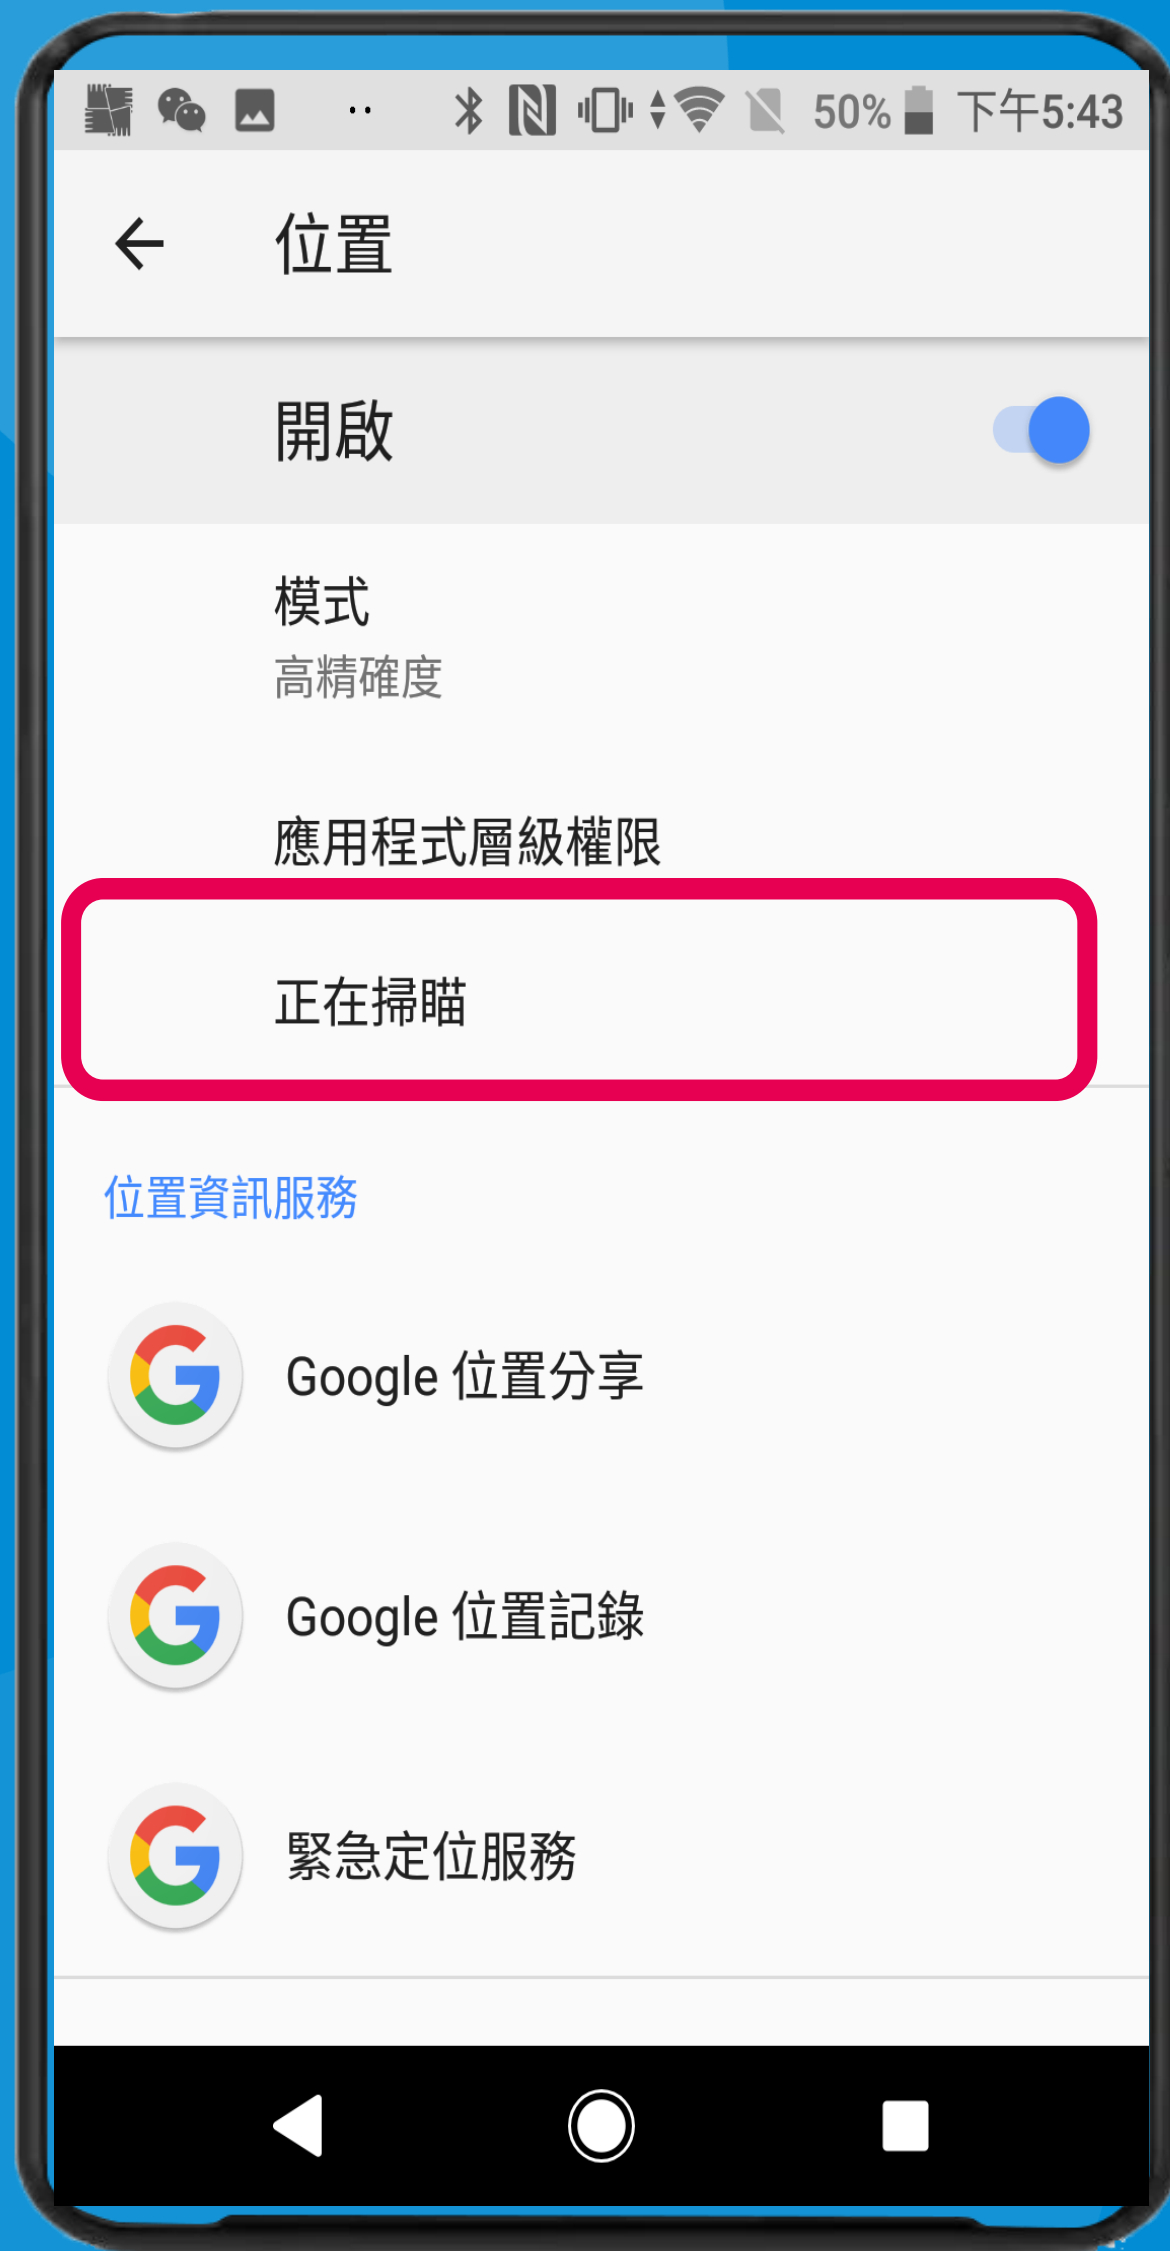 50% 下午5:43
位置
開啟
模式
高精確度
應用程式層級權限
正在掃瞄
位置資訊服務
Google 位置分享
Google 位置記錄
緊急定位服務